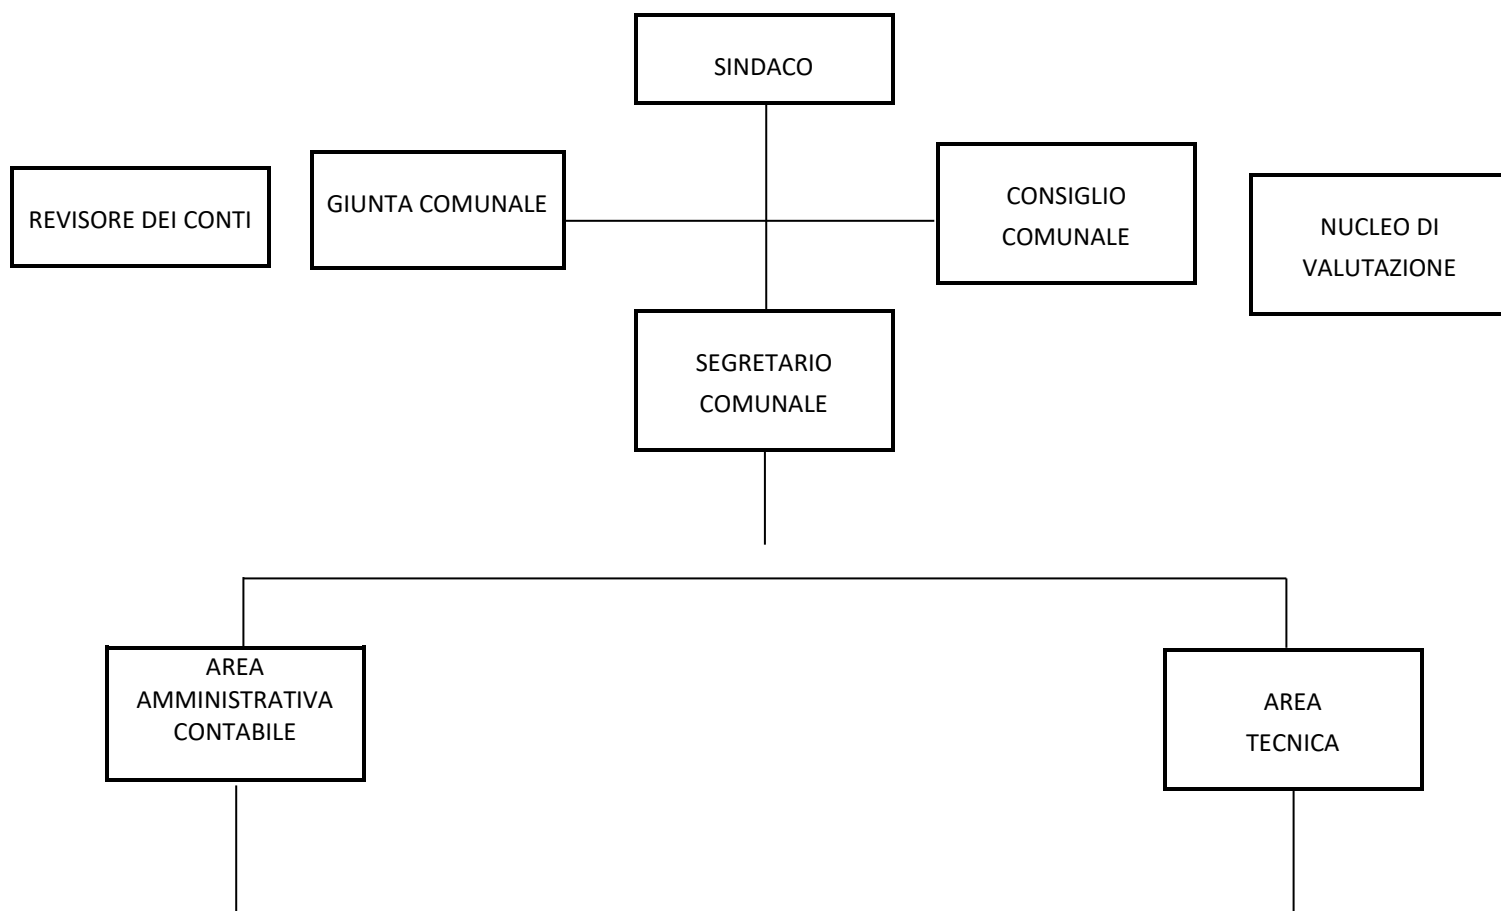 SINDACO
REVISORE DEI CONTI
GIUNTA COMUNALE
CONSIGLIO
COMUNALE
NUCLEO DI
VALUTAZIONE
SEGRETARIO
COMUNALE
AREA
AMMINISTRATIVA
CONTABILE
AREA
TECNICA